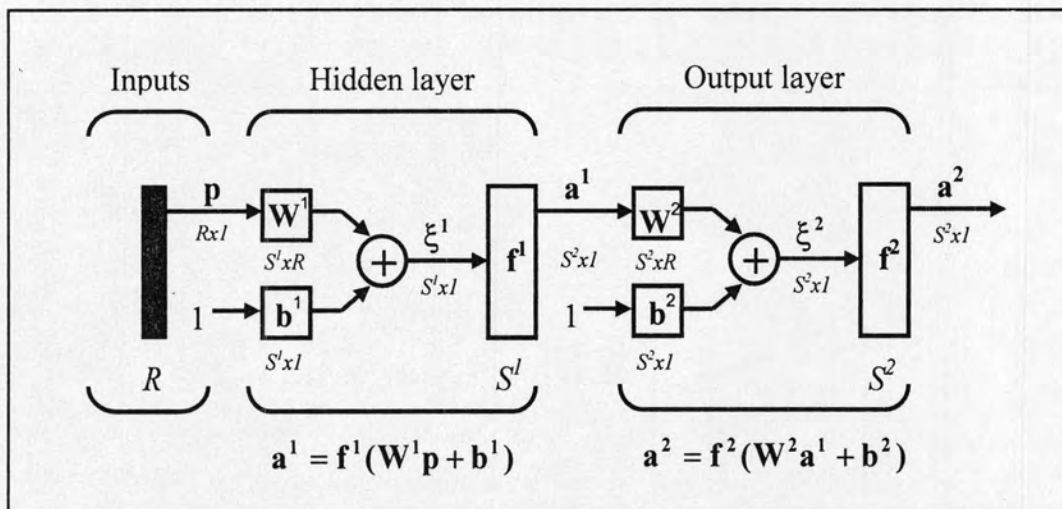 Inputs Hidden layer Output layer
p a¹ a²
Rx1 W¹ ξ¹ f¹ S²x1 W² ξ² f² S²x1
S¹xR + S¹x1 S²xR + S²x1
1 b¹ 1 b²
S¹x1 S²x1
R S¹ S²
a¹ = f¹(W¹p + b¹) a² = f²(W²a¹ + b²)